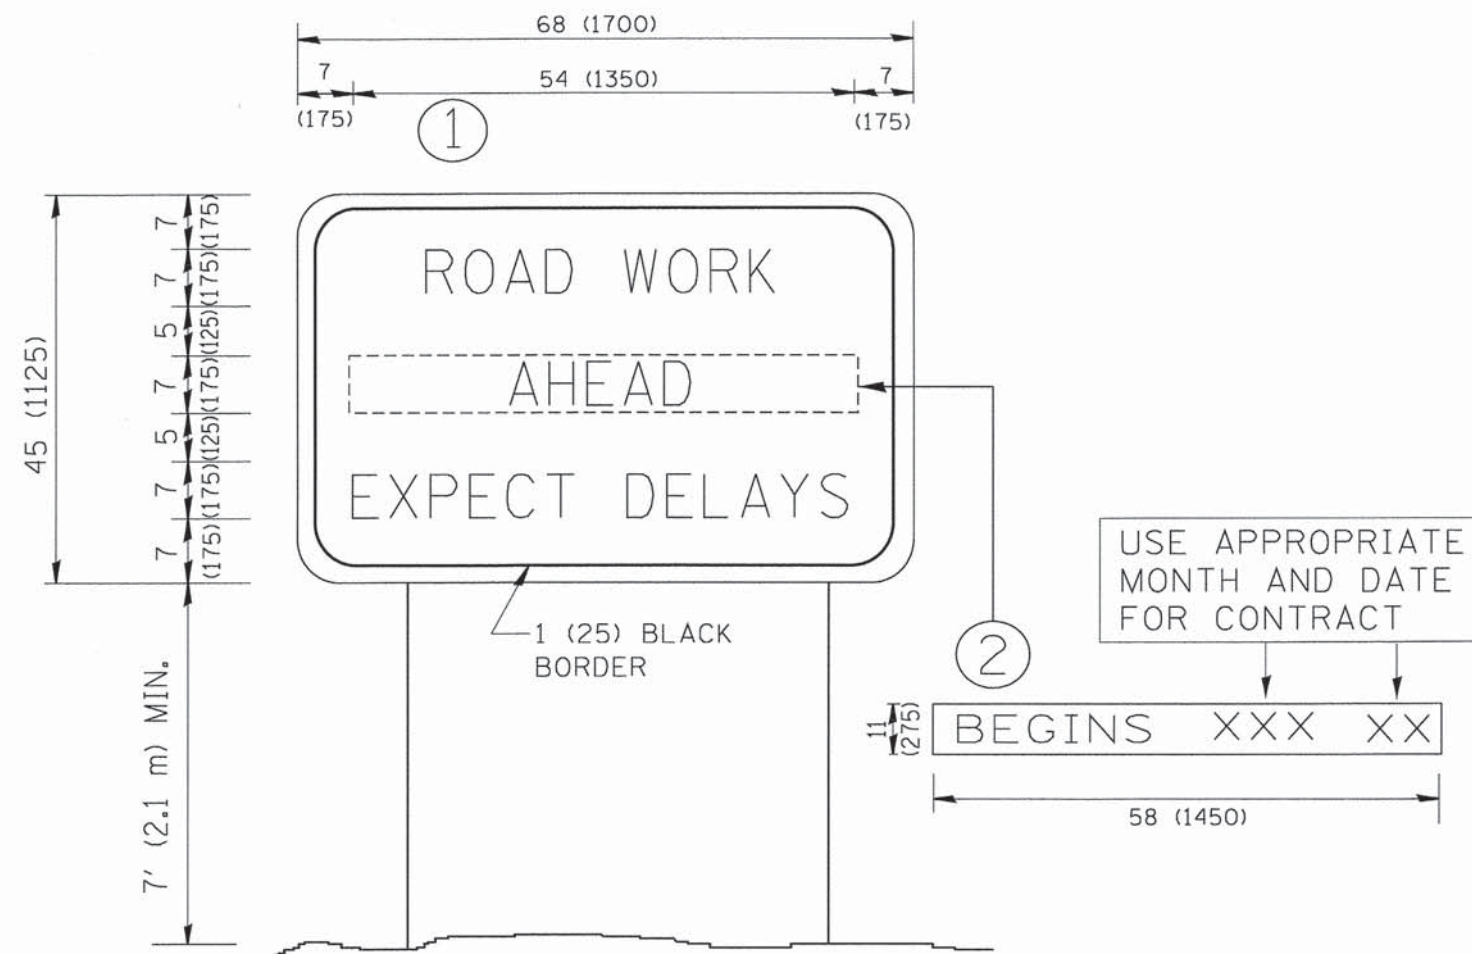 68 (1700)
7
54 (1350)
7
(175)
(175)
1
45 (1125)
7
(175)
7
(175)
5
(125)
7
(175)
5
(125)
7
(175)
7
(175)
ROAD WORK
AHEAD
EXPECT DELAYS
1 (25) BLACK
BORDER
7' (2.1 m) MIN.
2
USE APPROPRIATE
MONTH AND DATE
FOR CONTRACT
11
(275)
BEGINS XXX XX
58 (1450)